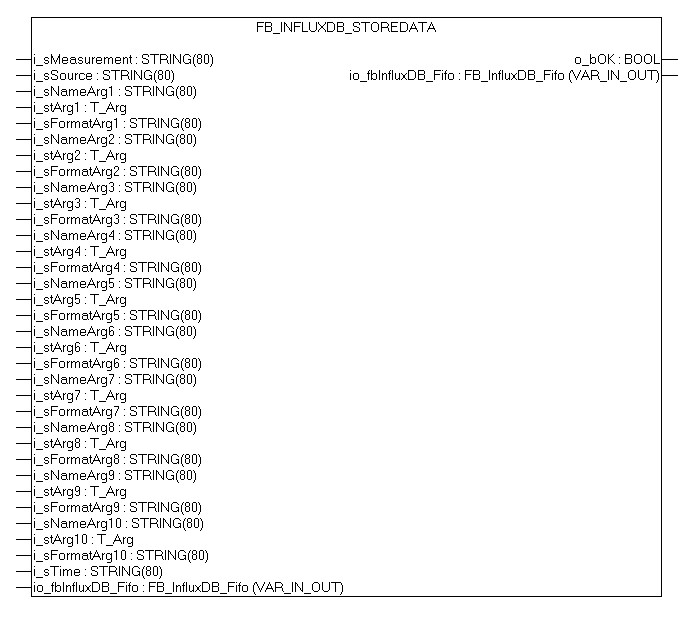 FB_INFLUXDB_STOREDATA
i_sMeasurement : STRING(80)
o_bOK : BOOL
i_sSource : STRING(80)
io_fbInfluxDB_Fifo : FB_InfluxDB_Fifo (VAR_IN_OUT)
i_sNameArg1 : STRING(80)
i_stArg1 : T_Arg
i_sFormatArg1 : STRING(80)
i_sNameArg2 : STRING(80)
i_stArg2 : T_Arg
i_sFormatArg2 : STRING(80)
i_sNameArg3 : STRING(80)
i_stArg3 : T_Arg
i_sFormatArg3 : STRING(80)
i_sNameArg4 : STRING(80)
i_stArg4 : T_Arg
i_sFormatArg4 : STRING(80)
i_sNameArg5 : STRING(80)
i_stArg5 : T_Arg
i_sFormatArg5 : STRING(80)
i_sNameArg6 : STRING(80)
i_stArg6 : T_Arg
i_sFormatArg6 : STRING(80)
i_sNameArg7 : STRING(80)
i_stArg7 : T_Arg
i_sFormatArg7 : STRING(80)
i_sNameArg8 : STRING(80)
i_stArg8 : T_Arg
i_sFormatArg8 : STRING(80)
i_sNameArg9 : STRING(80)
i_stArg9 : T_Arg
i_sFormatArg9 : STRING(80)
i_sNameArg10 : STRING(80)
i_stArg10 : T_Arg
i_sFormatArg10 : STRING(80)
i_sTime : STRING(80)
io_fbInfluxDB_Fifo : FB_InfluxDB_Fifo (VAR_IN_OUT)